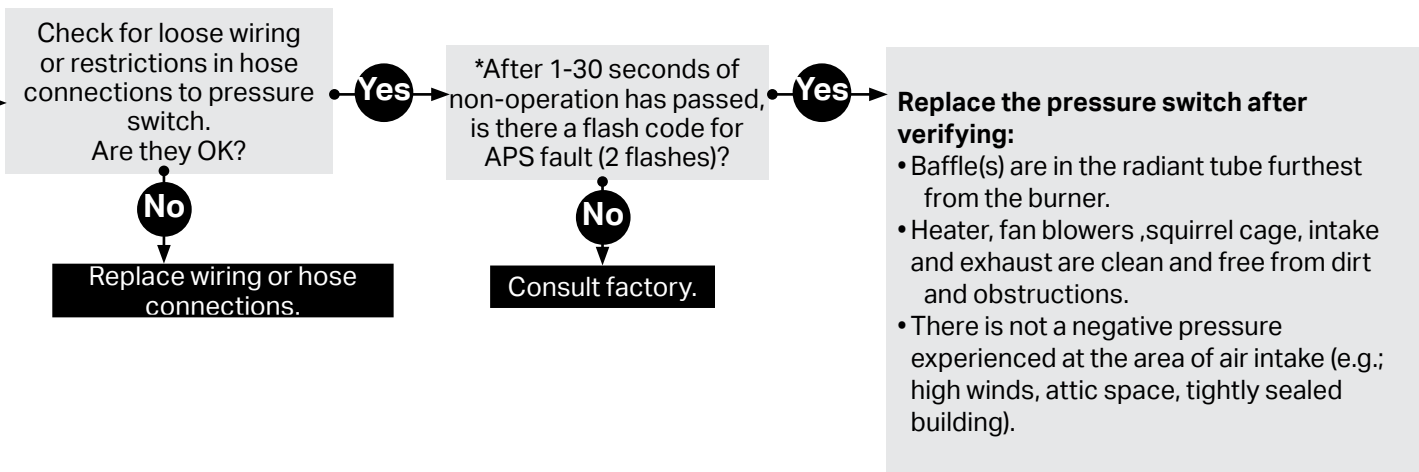 Check for loose wiring
or restrictions in hose
connections to pressure
switch.
Are they OK?
Yes
*After 1-30 seconds of
non-operation has passed,
is there a flash code for
APS fault (2 flashes)?
Yes
Replace the pressure switch after
verifying:
• Baffle(s) are in the radiant tube furthest
from the burner.
• Heater, fan blowers ,squirrel cage, intake
and exhaust are clean and free from dirt
and obstructions.
• There is not a negative pressure
experienced at the area of air intake (e.g.;
high winds, attic space, tightly sealed
building).
No
Replace wiring or hose
connections.
No
Consult factory.